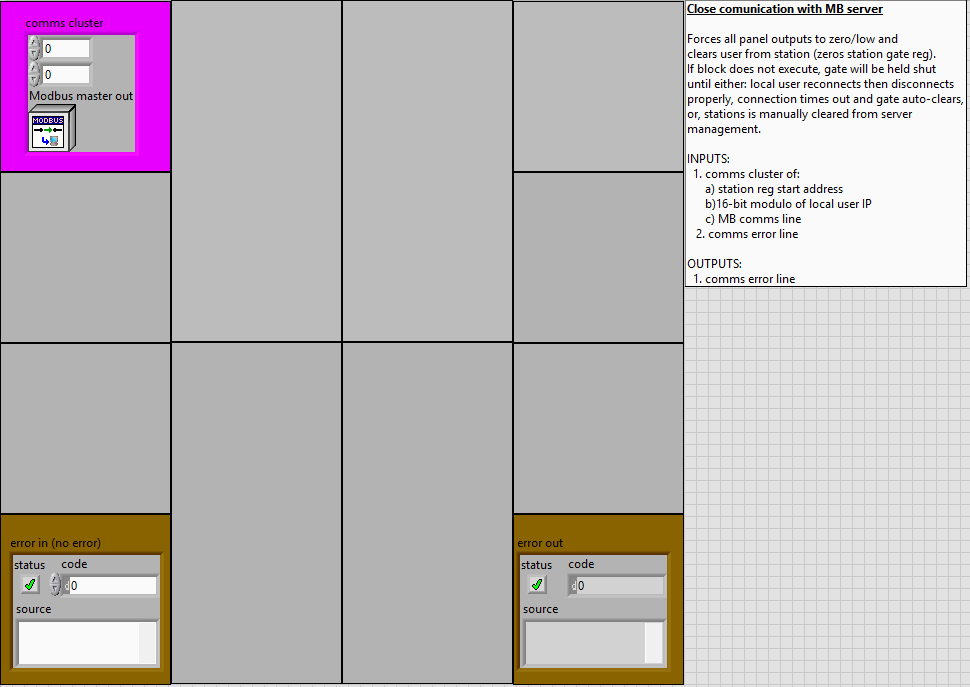 comms cluster
0
0
Modbus master out
MODBUS
Close comunication with MB server
Forces all panel outputs to zero/low and
clears user from station (zeros station gate reg).
If block does not execute, gate will be held shut
until either: local user reconnects then disconnects
properly, connection times out and gate auto-clears,
or, stations is manually cleared from server
management.
INPUTS:
1. comms cluster of:
a) station reg start address
b)16-bit modulo of local user IP
c) MB comms line
2. comms error line
OUTPUTS:
1. comms error line
error in (no error)
status code
d 0
source
error out
status code
d 0
source